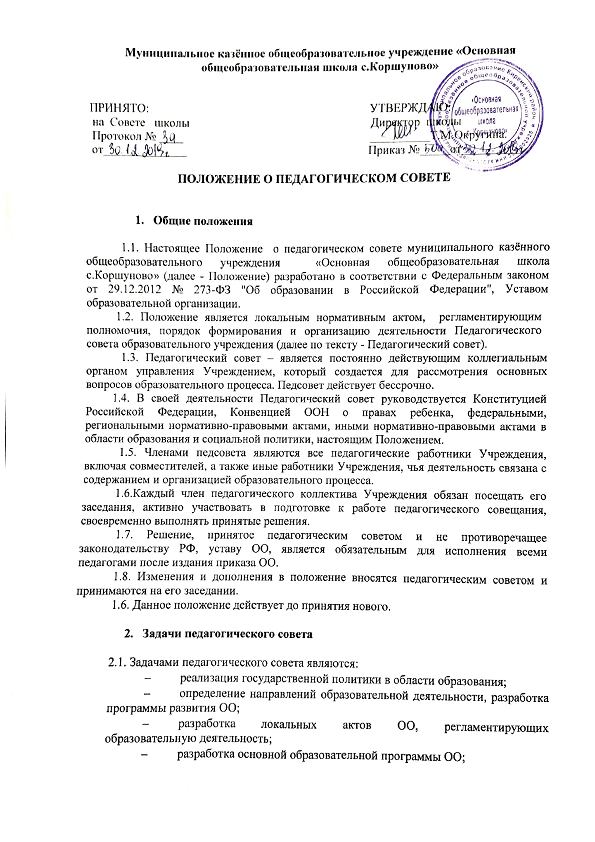 Муниципальное казённое общеобразовательное учреждение «Основная
общеобразовательная школа с.Коршуново»
ПРИНЯТО:
на Совете школы
Протокол № 39
от 30.12.2013г
УТВЕРЖДАЮ:
Директор школы
Т.М.Округина.
Приказ № от
«Основная
общеобразовательная
школа
с. Коршуново»
ПОЛОЖЕНИЕ О ПЕДАГОГИЧЕСКОМ СОВЕТЕ
1. Общие положения
1.1. Настоящее Положение о педагогическом совете муниципального казённого
общеобразовательного учреждения «Основная общеобразовательная школа
с.Коршуново» (далее - Положение) разработано в соответствии с Федеральным законом
от 29.12.2012 № 273-ФЗ "Об образовании в Российской Федерации", Уставом
образовательной организации.
1.2. Положение является локальным нормативным актом, регламентирующим
полномочия, порядок формирования и организацию деятельности Педагогического
совета образовательного учреждения (далее по тексту - Педагогический совет).
1.3. Педагогический совет – является постоянно действующим коллегиальным
органом управления Учреждением, который создается для рассмотрения основных
вопросов образовательного процесса. Педсовет действует бессрочно.
1.4. В своей деятельности Педагогический совет руководствуется Конституцией
Российской Федерации, Конвенцией ООН о правах ребенка, федеральными,
региональными нормативно-правовыми актами, иными нормативно-правовыми актами в
области образования и социальной политики, настоящим Положением.
1.5. Членами педсовета являются все педагогические работники Учреждения,
включая совместителей, а также иные работники Учреждения, чья деятельность связана с
содержанием и организацией образовательного процесса.
1.6.Каждый член педагогического коллектива Учреждения обязан посещать его
заседания, активно участвовать в подготовке к работе педагогического совещания,
своевременно выполнять принятые решения.
1.7. Решение, принятое педагогическим советом и не противоречащее
законодательству РФ, уставу ОО, является обязательным для исполнения всеми
педагогами после издания приказа ОО.
1.8. Изменения и дополнения в положение вносятся педагогическим советом и
принимаются на его заседании.
1.6. Данное положение действует до принятия нового.
2. Задачи педагогического совета
2.1. Задачами педагогического совета являются:
– реализация государственной политики в области образования;
– определение направлений образовательной деятельности, разработка
программы развития ОО;
– разработка локальных актов ОО, регламентирующих
образовательную деятельность;
– разработка основной образовательной программы ОО;